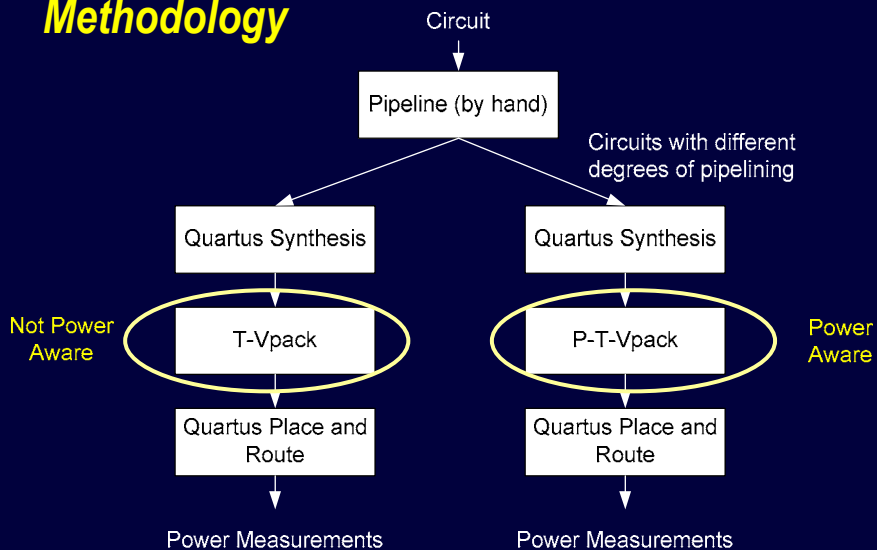 Methodology
Circuit
Pipeline (by hand)
Circuits with different
degrees of pipelining
Quartus Synthesis
Quartus Synthesis
Not Power
Aware
T-Vpack
P-T-Vpack
Power
Aware
Quartus Place and
Route
Quartus Place and
Route
Power Measurements
Power Measurements